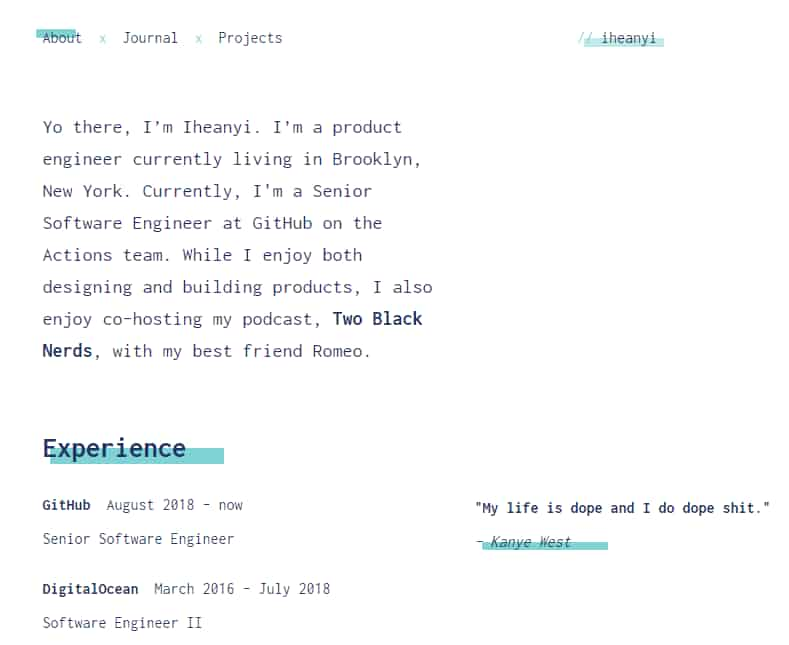 About x Journal x Projects
// iheanyi
Yo there, I'm Iheanyi. I'm a product
engineer currently living in Brooklyn,
New York. Currently, I'm a Senior
Software Engineer at GitHub on the
Actions team. While I enjoy both
designing and building products, I also
enjoy co-hosting my podcast, Two Black
Nerds, with my best friend Romeo.
Experience
GitHub August 2018 - now
Senior Software Engineer
DigitalOcean March 2016 - July 2018
Software Engineer II
"My life is dope and I do dope shit."
- Kanye West